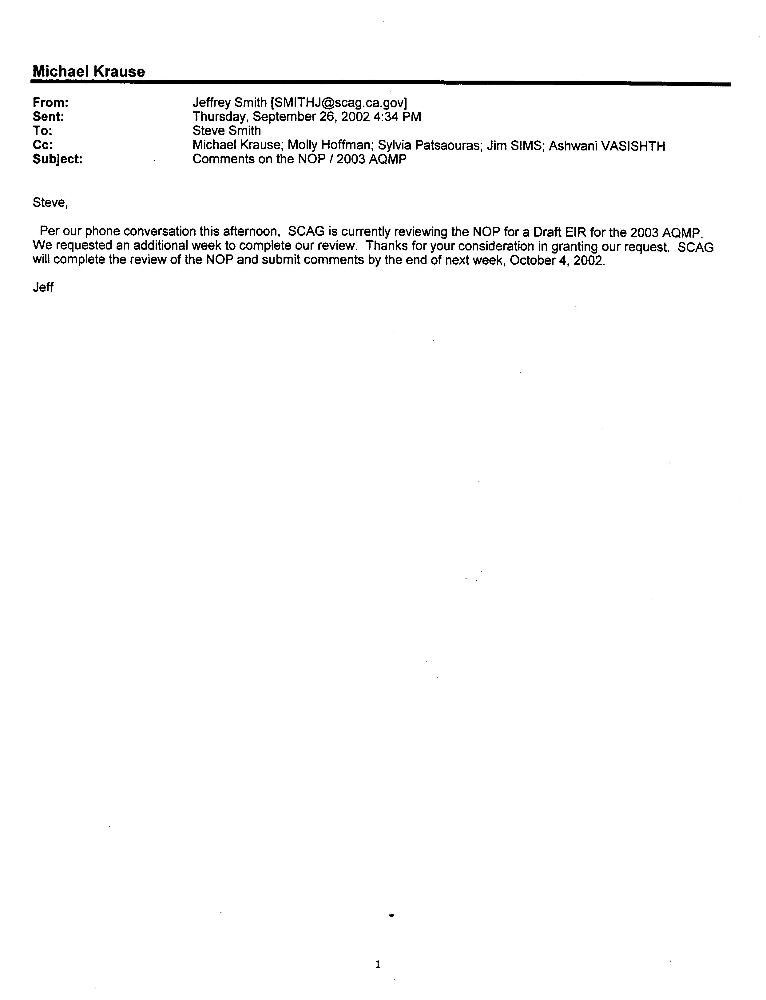 Michael Krause
From: Jeffrey Smith [SMITHJ@scag.ca.gov]
Sent: Thursday, September 26, 2002 4:34 PM
To: Steve Smith
Cc: Michael Krause; Molly Hoffman; Sylvia Patsaouras; Jim SIMS; Ashwani VASISHTH
Subject: Comments on the NOP / 2003 AQMP
Steve,
Per our phone conversation this afternoon, SCAG is currently reviewing the NOP for a Draft EIR for the 2003 AQMP.
We requested an additional week to complete our review. Thanks for your consideration in granting our request. SCAG
will complete the review of the NOP and submit comments by the end of next week, October 4, 2002.
Jeff
1